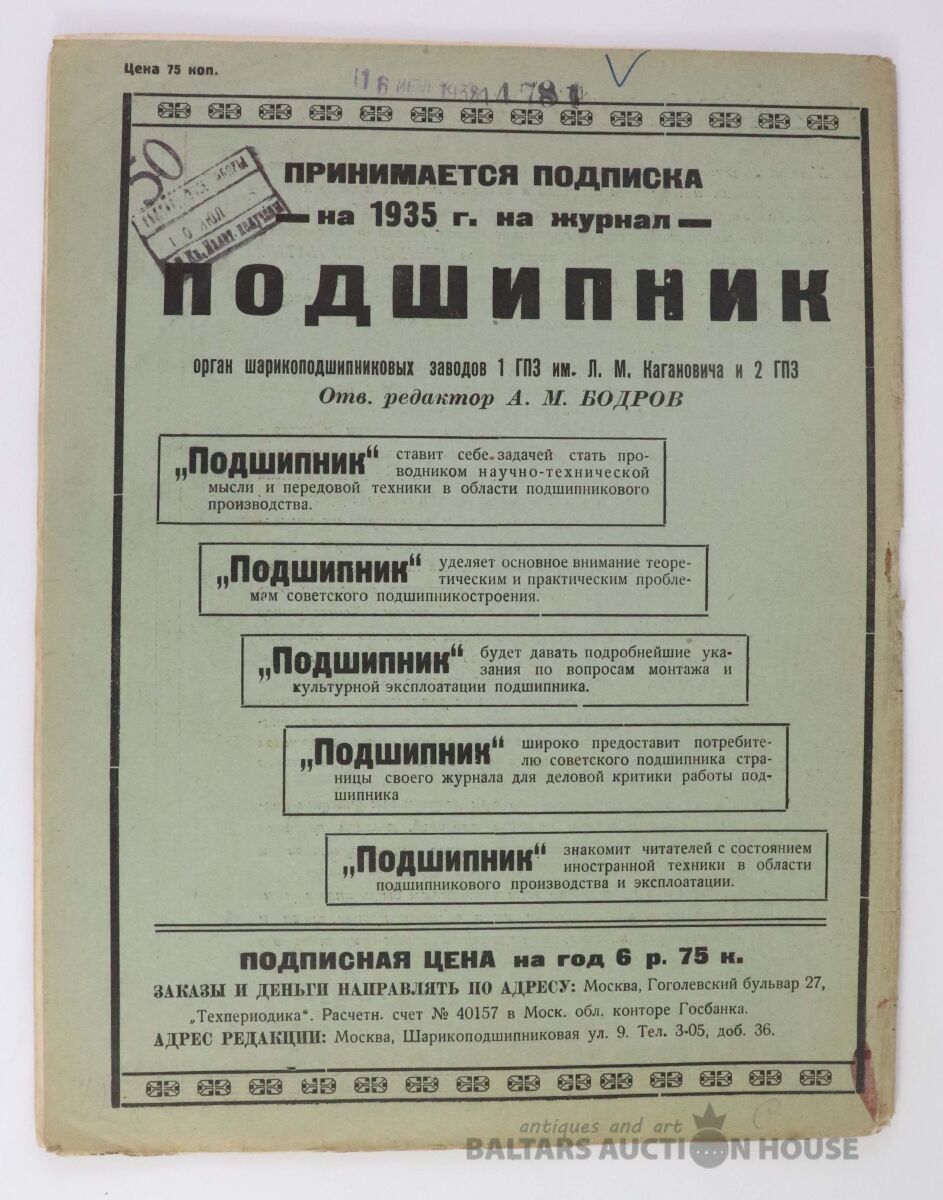 Цена 75 коп.
50
1 0 ИЮЛ
ПРИНИМАЕТСЯ ПОДПИСКА
— на 1935 г. на журнал —
ПОДШИПНИК
орган шарикоподшипниковых заводов 1 ГПЗ им. Л. М. Кагановича и 2 ГПЗ
Отв. редактор А. М. БОДРОВ
„Подшипник“ ставит себе задачей стать про-
водником научно-технической
мысли и передовой техники в области подшипникового
производства.
„Подшипник“ уделяет основное внимание теоре-
тическим и практическим пробле-
мам советского подшипникостроения.
„Подшипник“ будет давать подробнейшие ука-
зания по вопросам монтажа и
культурной эксплоатации подшипника.
„Подшипник“ широко предоставит потребите-
лю советского подшипника стра-
ницы своего журнала для деловой критики работы под-
шипника
„Подшипник“ знакомит читателей с состоянием
иностранной техники в области
подшипникового производства и эксплоатации.
ПОДПИСНАЯ ЦЕНА на год 6 р. 75 к.
ЗАКАЗЫ И ДЕНЬГИ НАПРАВЛЯТЬ ПО АДРЕСУ: Москва, Гоголевский бульвар 27,
„Техпериодика“. Расчетн. счет № 40157 в Моск. обл. конторе Госбанка.
АДРЕС РЕДАКЦИИ: Москва, Шарикоподшипниковая ул. 9. Тел. 3-05, доб. 36.
antiques and art
BALTARS AUCTION HOUSE